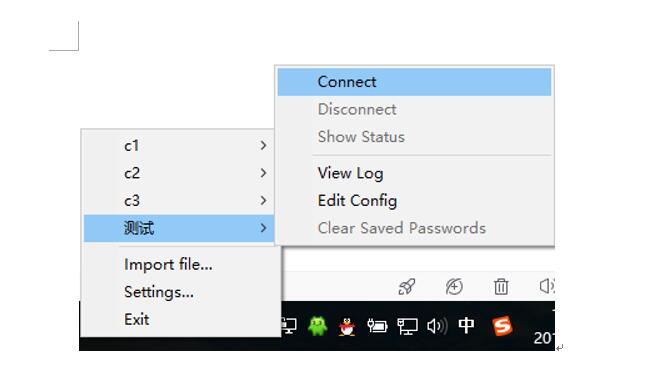 Connect
Disconnect
Show Status
View Log
Edit Config
Clear Saved Passwords
c1
c2
c3
测试
Import file...
Settings...
Exit
中
S
201